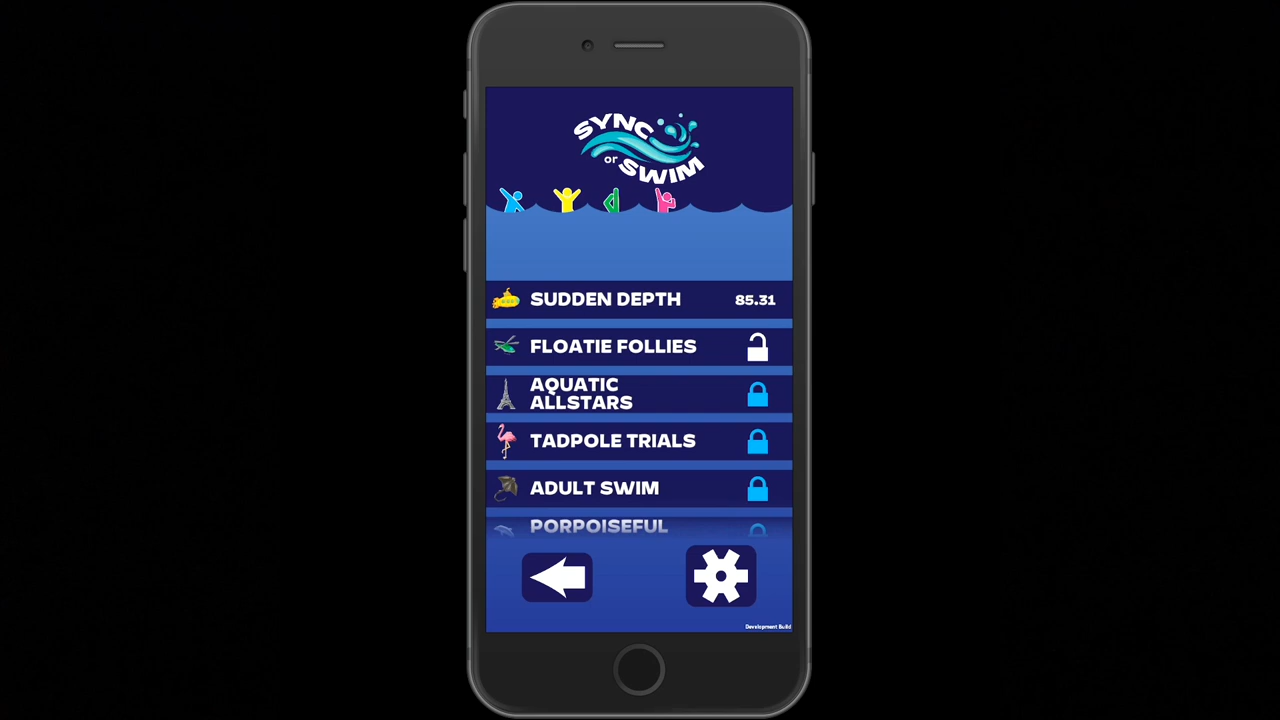 SYNC
or
SWIM
SUDDEN DEPTH 85.31
FLOATIE FOLLIES
AQUATIC
ALLSTARS
TADPOLE TRIALS
ADULT SWIM
PORPOISEFUL
Development Build